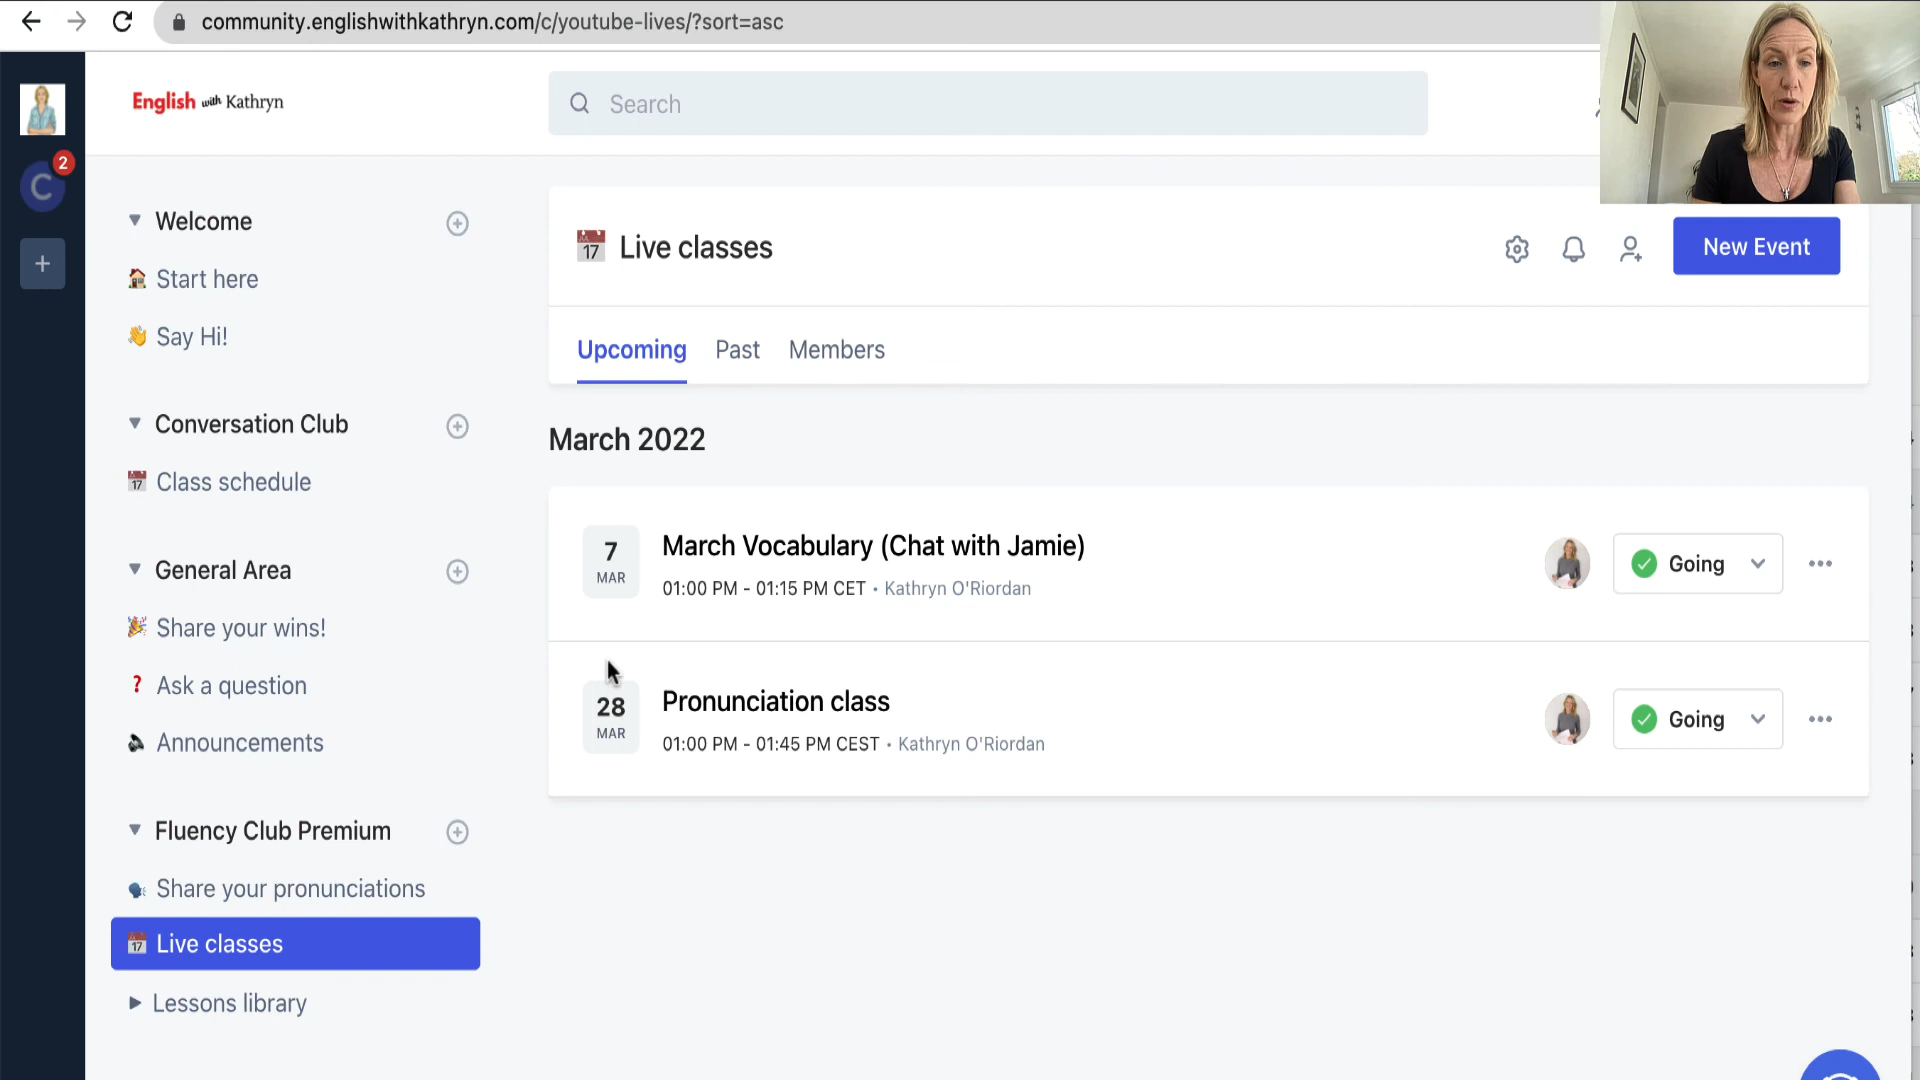 community.englishwithkathryn.com/c/youtube-lives/?sort=asc
English with Kathryn
Search
C
2
+
Welcome
Start here
Say Hi!
Conversation Club
17
Class schedule
General Area
Share your wins!
? Ask a question
Announcements
Fluency Club Premium
Share your pronunciations
17
Live classes
Lessons library
17
Live classes
New Event
Upcoming
Past
Members
March 2022
7
MAR
March Vocabulary (Chat with Jamie)
01:00 PM - 01:15 PM CET • Kathryn O'Riordan
Going
28
MAR
Pronunciation class
01:00 PM - 01:45 PM CEST • Kathryn O'Riordan
Going